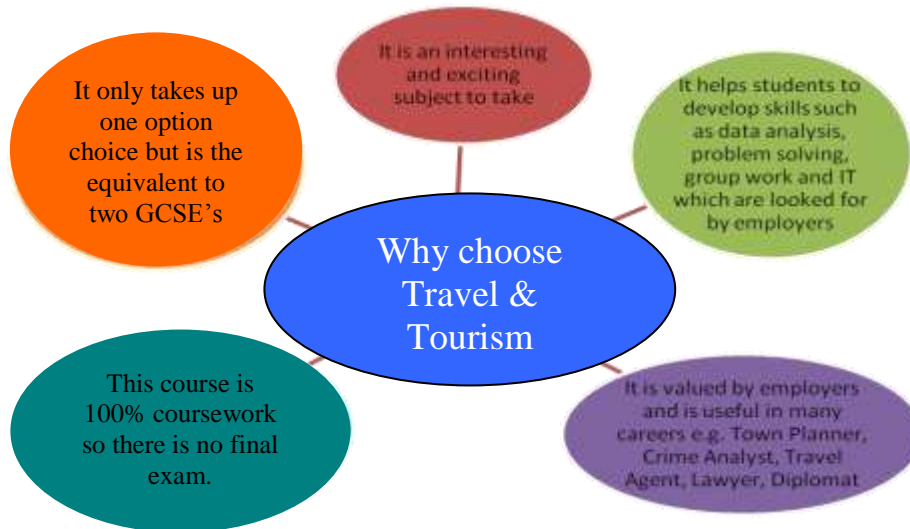 It only takes up
one option
choice but is the
equivalent to
two GCSE's
It is an interesting
and exciting
subject to take
It helps students to
develop skills such
as data analysis,
problem solving,
group work and IT
which are looked for
by employers
Why choose
Travel &
Tourism
This course is
100% coursework
so there is no final
exam.
It is valued by employers
and is useful in many
careers e.g. Town Planner,
Crime Analyst, Travel
Agent, Lawyer, Diplomat